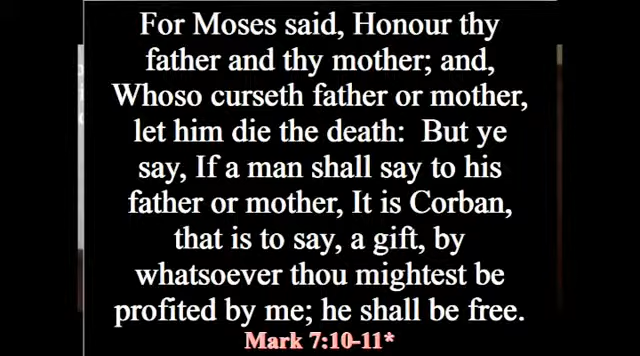 For Moses said, Honour thy
father and thy mother; and,
Whoso curseth father or mother,
let him die the death:  But ye
say, If a man shall say to his
father or mother, It is Corban,
that is to say, a gift, by
whatsoever thou mightest be
profited by me; he shall be free.
Mark 7:10-11*